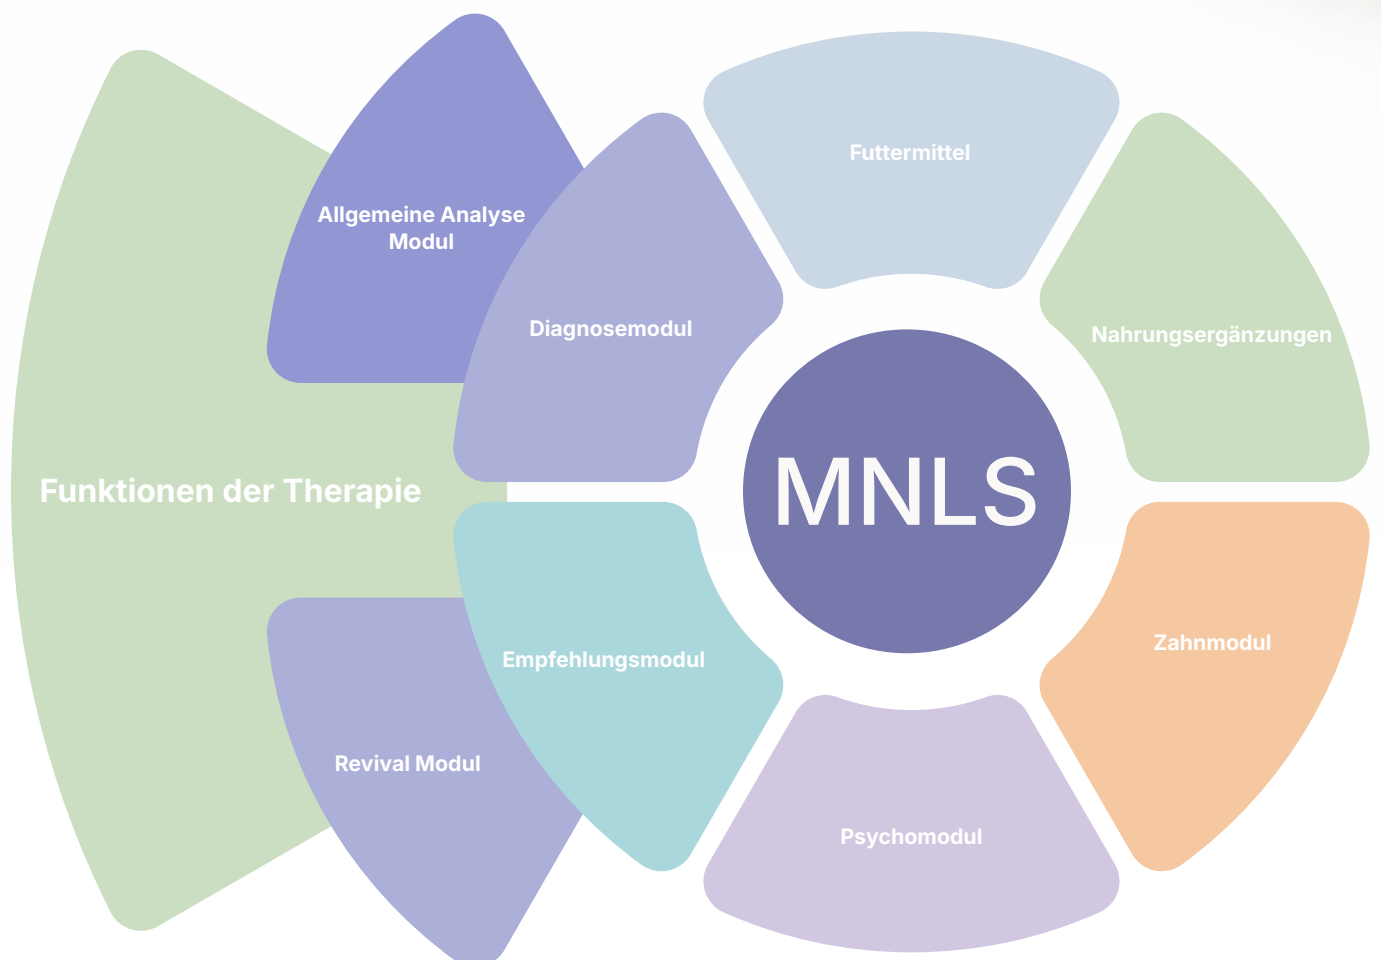 Futtermittel
Allgemeine Analyse
Modul
Diagnosemodul
Nahrungsergänzungen
MNLS
Funktionen der Therapie
Empfehlungsmodul
Zahnmodul
Revival Modul
Psychomodul